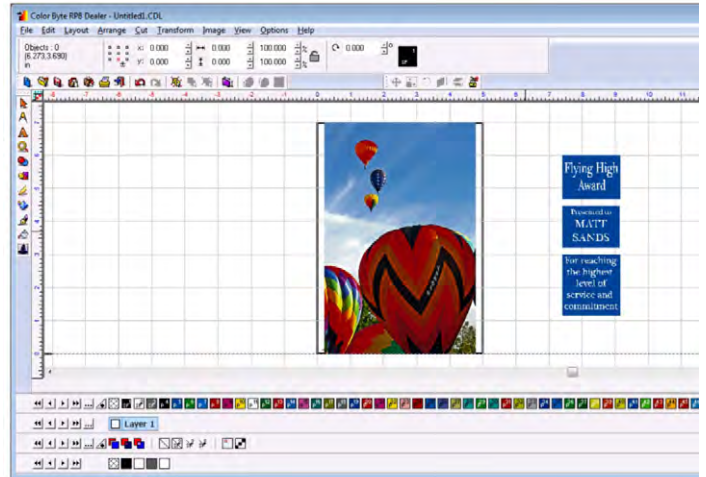 Color Byte RPB Dealer - Untitled1.CDL
File Edit Layout Arrange Cut Transform Image View Options Help
Objects : 0
(6.273,3.690)
in
x: 0.000
0.000
100.000
0.000
y: 0.000
0.000
100.000
Flying High
Award
Presented to
MATT
SANDS
For reaching
the highest
level of
service and
commitment
Layer 1